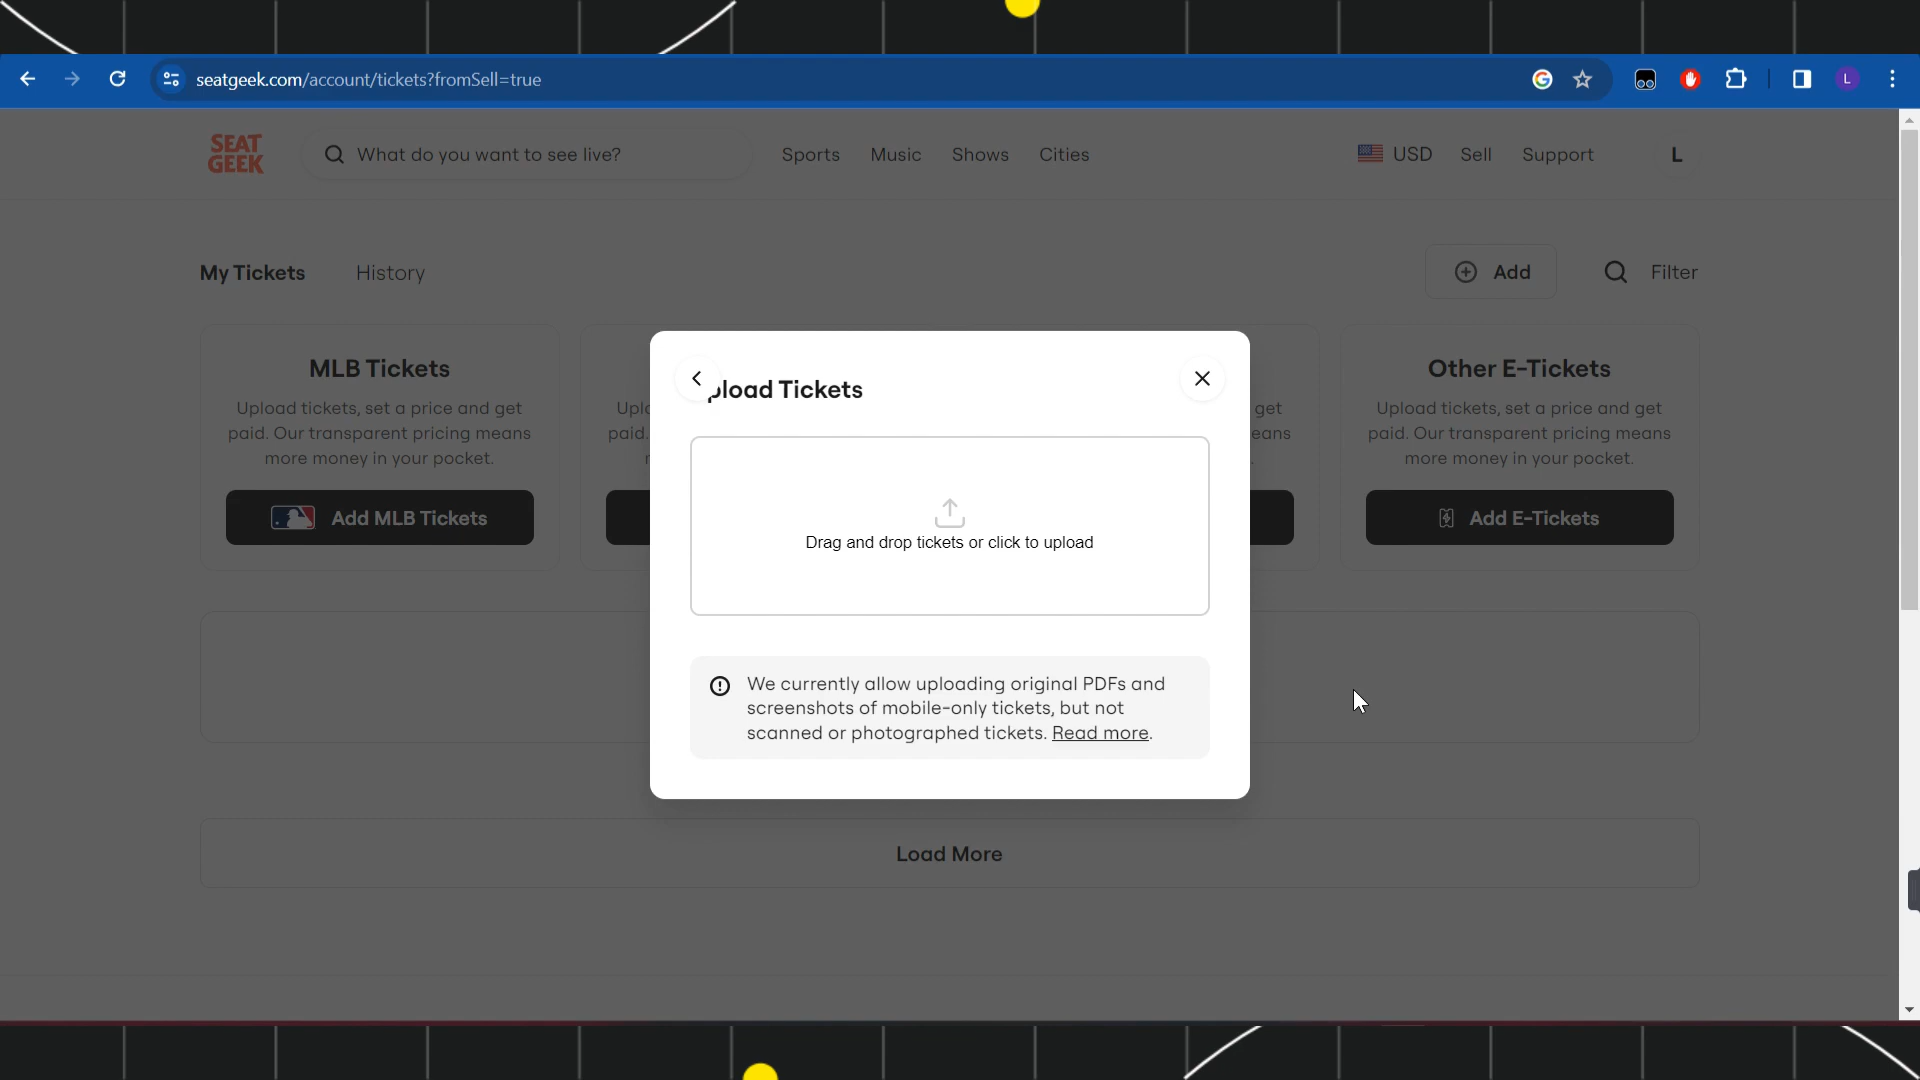 seatgeek.com/account/tickets?fromSell=true
L
SEAT
GEEK
What do you want to see live?
Sports
Music
Shows
Cities
USD
Sell
Support
L
My Tickets
History
Add
Filter
MLB Tickets
Upload tickets, set a price and get
paid. Our transparent pricing means
more money in your pocket.
Add MLB Tickets
paid.
pload Tickets
Drag and drop tickets or click to upload
We currently allow uploading original PDFs and
screenshots of mobile-only tickets, but not
scanned or photographed tickets. Read more.
get
eans
Other E-Tickets
Upload tickets, set a price and get
paid. Our transparent pricing means
more money in your pocket.
Add E-Tickets
Load More